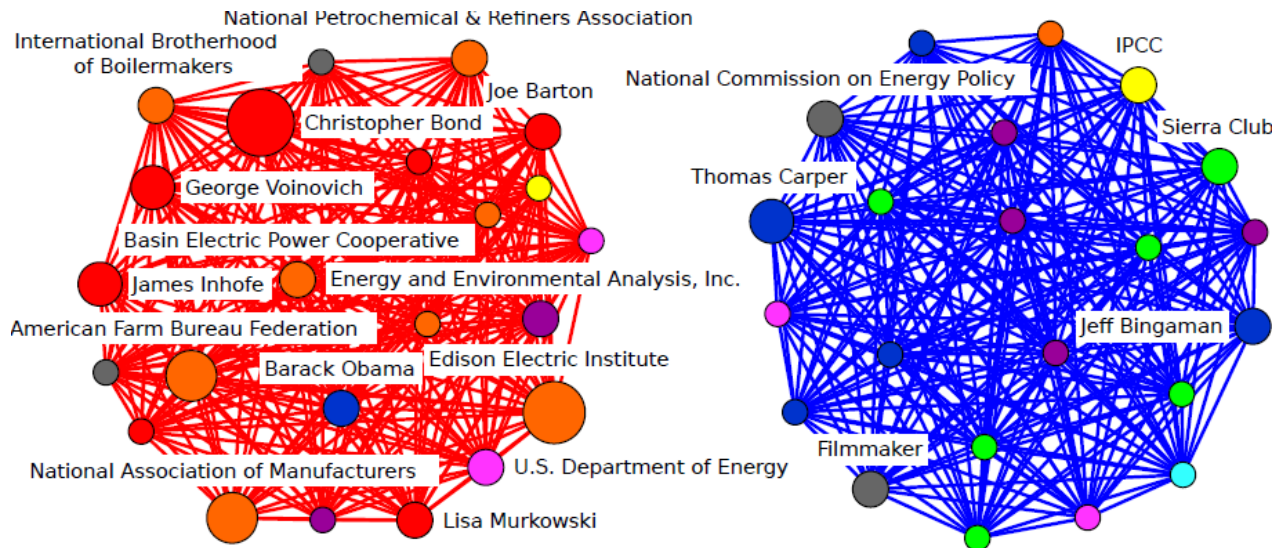 National Petrochemical & Refiners Association
International Brotherhood
of Boilermakers
Joe Barton
Christopher Bond
George Voinovich
Basin Electric Power Cooperative
James Inhofe
Energy and Environmental Analysis, Inc.
American Farm Bureau Federation
Edison Electric Institute
Barack Obama
National Association of Manufacturers
U.S. Department of Energy
Lisa Murkowski
IPCC
National Commission on Energy Policy
Sierra Club
Thomas Carper
Jeff Bingaman
Filmmaker